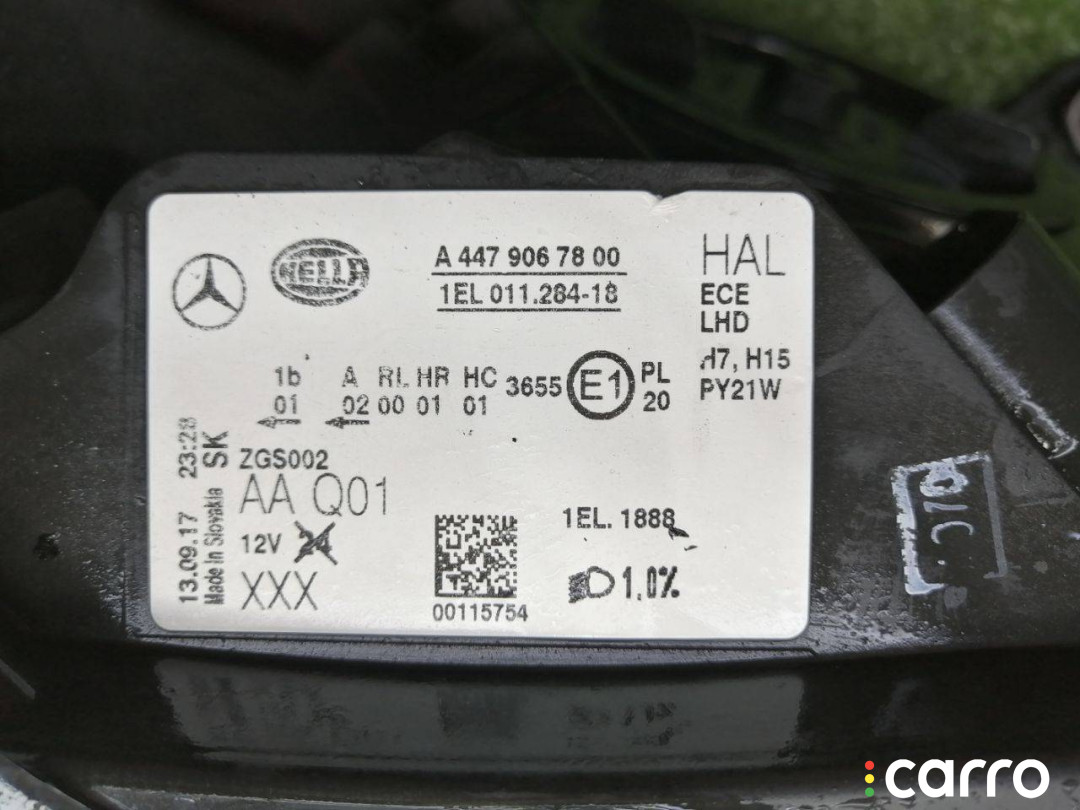 HELLA
A 447 906 78 00
1EL 011.284-18
HAL
ECE
LHD
H7, H15
PY21W
1b A RL HR HC
01 02 00 01 01
3655 E1 PL
20
13.09.17 23:28
Made in Slovakia SK
ZGS002
AA Q01
12V 24
XXX
00115754
1EL. 1888
1.0%
carro